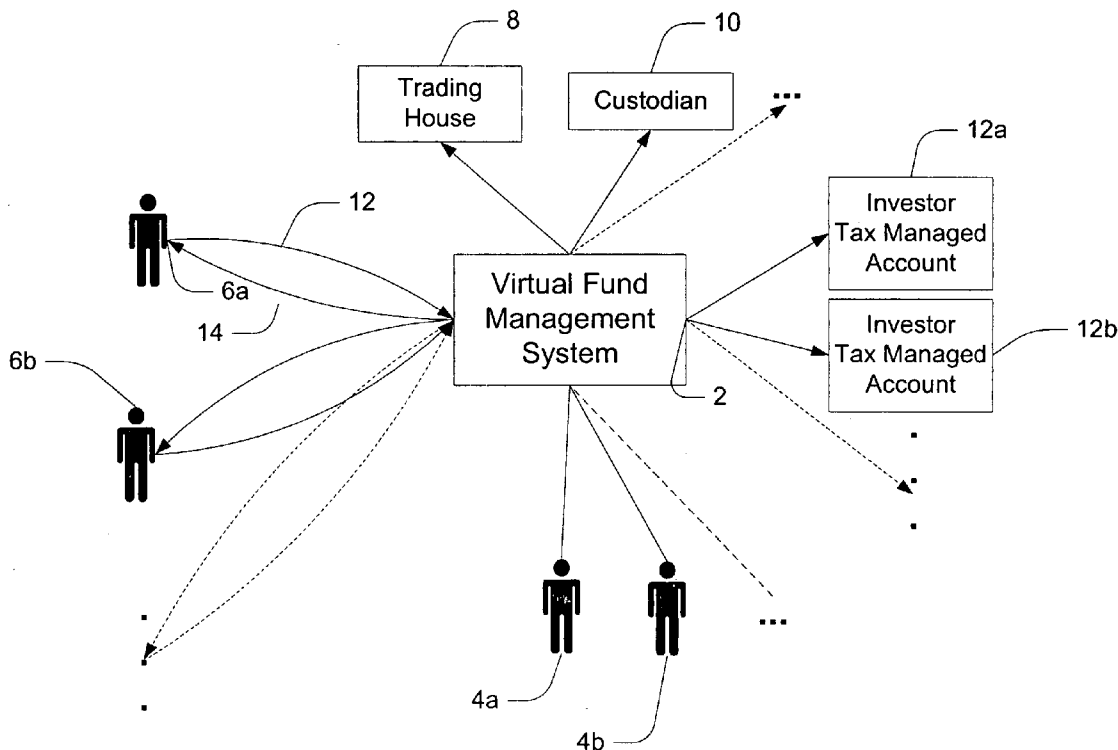 8
10
Trading
House
Custodian
...
12a
12
Investor
Tax Managed
Account
6a
Virtual Fund
Management
System
14
Investor
Tax Managed
Account
12b
6b
2
...
4a
4b